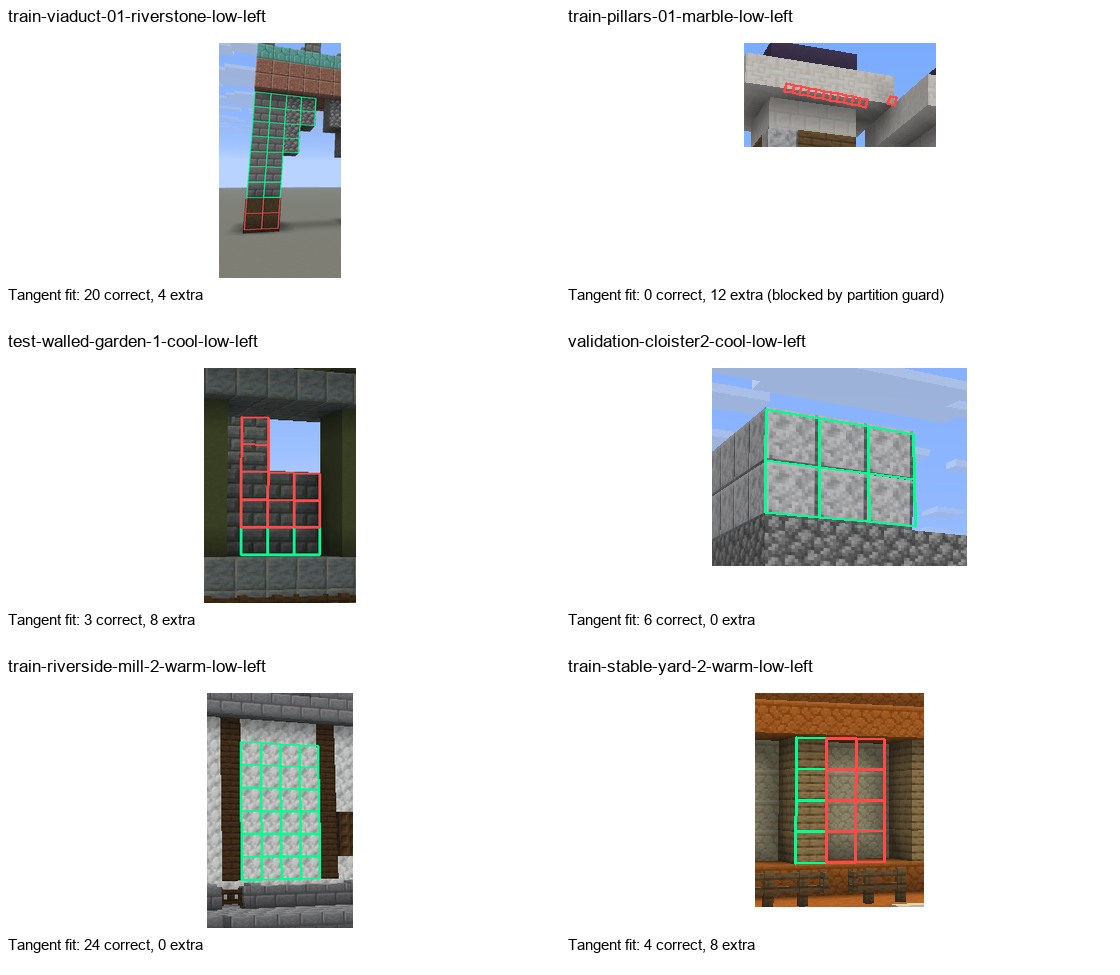 train-viaduct-01-riverstone-low-left
train-pillars-01-marble-low-left
Tangent fit: 20 correct, 4 extra
Tangent fit: 0 correct, 12 extra (blocked by partition guard)
test-walled-garden-1-cool-low-left
validation-cloister2-cool-low-left
Tangent fit: 3 correct, 8 extra
Tangent fit: 6 correct, 0 extra
train-riverside-mill-2-warm-low-left
train-stable-yard-2-warm-low-left
Tangent fit: 24 correct, 0 extra
Tangent fit: 4 correct, 8 extra